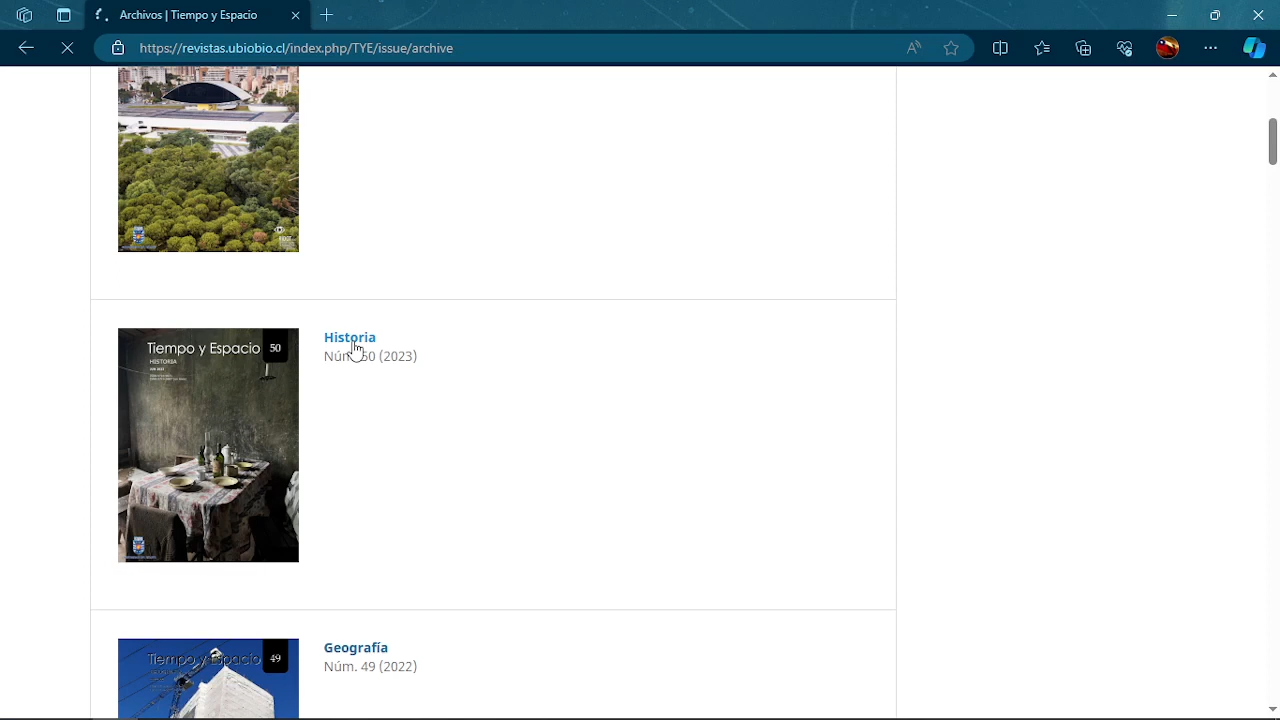 Archivos | Tiempo y Espacio
https://revistas.ubiobio.cl/index.php/TYE/issue/archive
Tiempo y Espacio 50
HISTORIA
Historia
50 (2023)
Tiempo y Espacio 49
Geografía
Núm. 49 (2022)